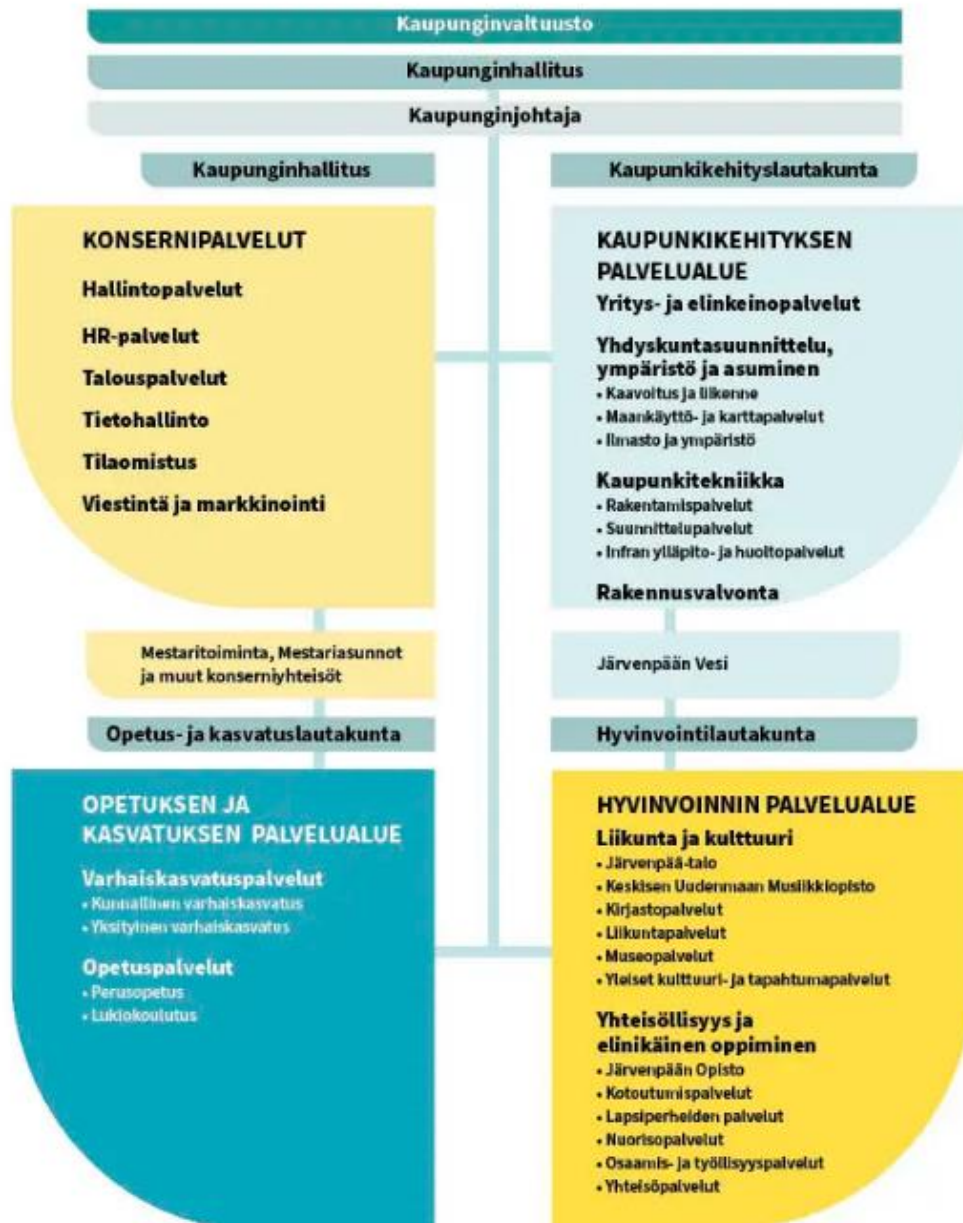 Kaupunginvaltuusto
Kaupunginhallitus
Kaupunginjohtaja
Kaupunginhallitus
KONSERNIPALVELUT
Hallintopalvelut
HR-palvelut
Talouspalvelut
Tietohallinto
Tilaomistus
Viestintä ja markkinointi
Mestaritoiminta, Mestariasunnot
ja muut konserniyhteisöt
Kaupunkikehityslautakunta
KAUPUNKIKEHITYKSEN
PALVELUALUE
Yritys- ja elinkeinopalvelut
Yhdyskuntasuunnittelu,
ympäristö ja asuminen
• Kaavoitus ja liikenne
• Maankäyttö- ja karttapalvelut
• Ilmasto ja ympäristö
Kaupunkitekniikka
• Rakentamispalvelut
• Suunnittelupalvelut
• Infran ylläpito- ja huoltopalvelut
Rakennusvalvonta
Järvenpään Vesi
Opetus- ja kasvatuslautakunta
OPETUKSEN JA
KASVATUKSEN PALVELUALUE
Varhaiskasvatuspalvelut
• Kunnallinen varhaiskasvatus
• Yksityinen varhaiskasvatus
Opetuspalvelut
• Perusopetus
• Lukiokoulutus
Hyvinvointilautakunta
HYVINVOINNIN PALVELUALUE
Liikunta ja kulttuuri
• Järvenpää-talo
• Keskisen Uudenmaan Musiikkiopisto
• Kirjastopalvelut
• Liikuntapalvelut
• Museopalvelut
• Yleiset kulttuuri- ja tapahtumapalvelut
Yhteisöllisyys ja
elinikäinen oppiminen
• Järvenpään Opisto
• Kotoutumispalvelut
• Lapsiperheiden palvelut
• Nuorisopalvelut
• Osaamis- ja työllisyyspalvelut
• Yhteisöpalvelut